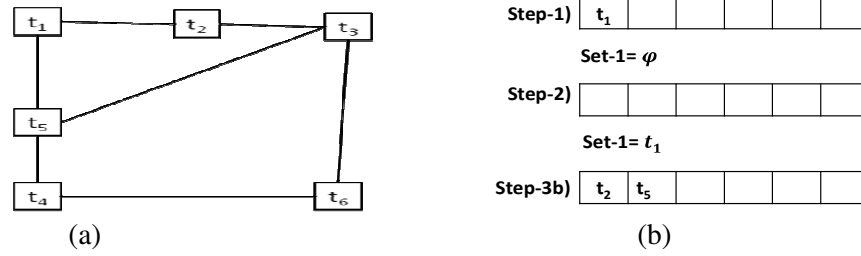 t₁ t₂ t₃
t₅
t₄ t₆
(a)
Step-1) t₁
Set-1= φ
Step-2)
Set-1= t₁
Step-3b) t₂ t₅
(b)